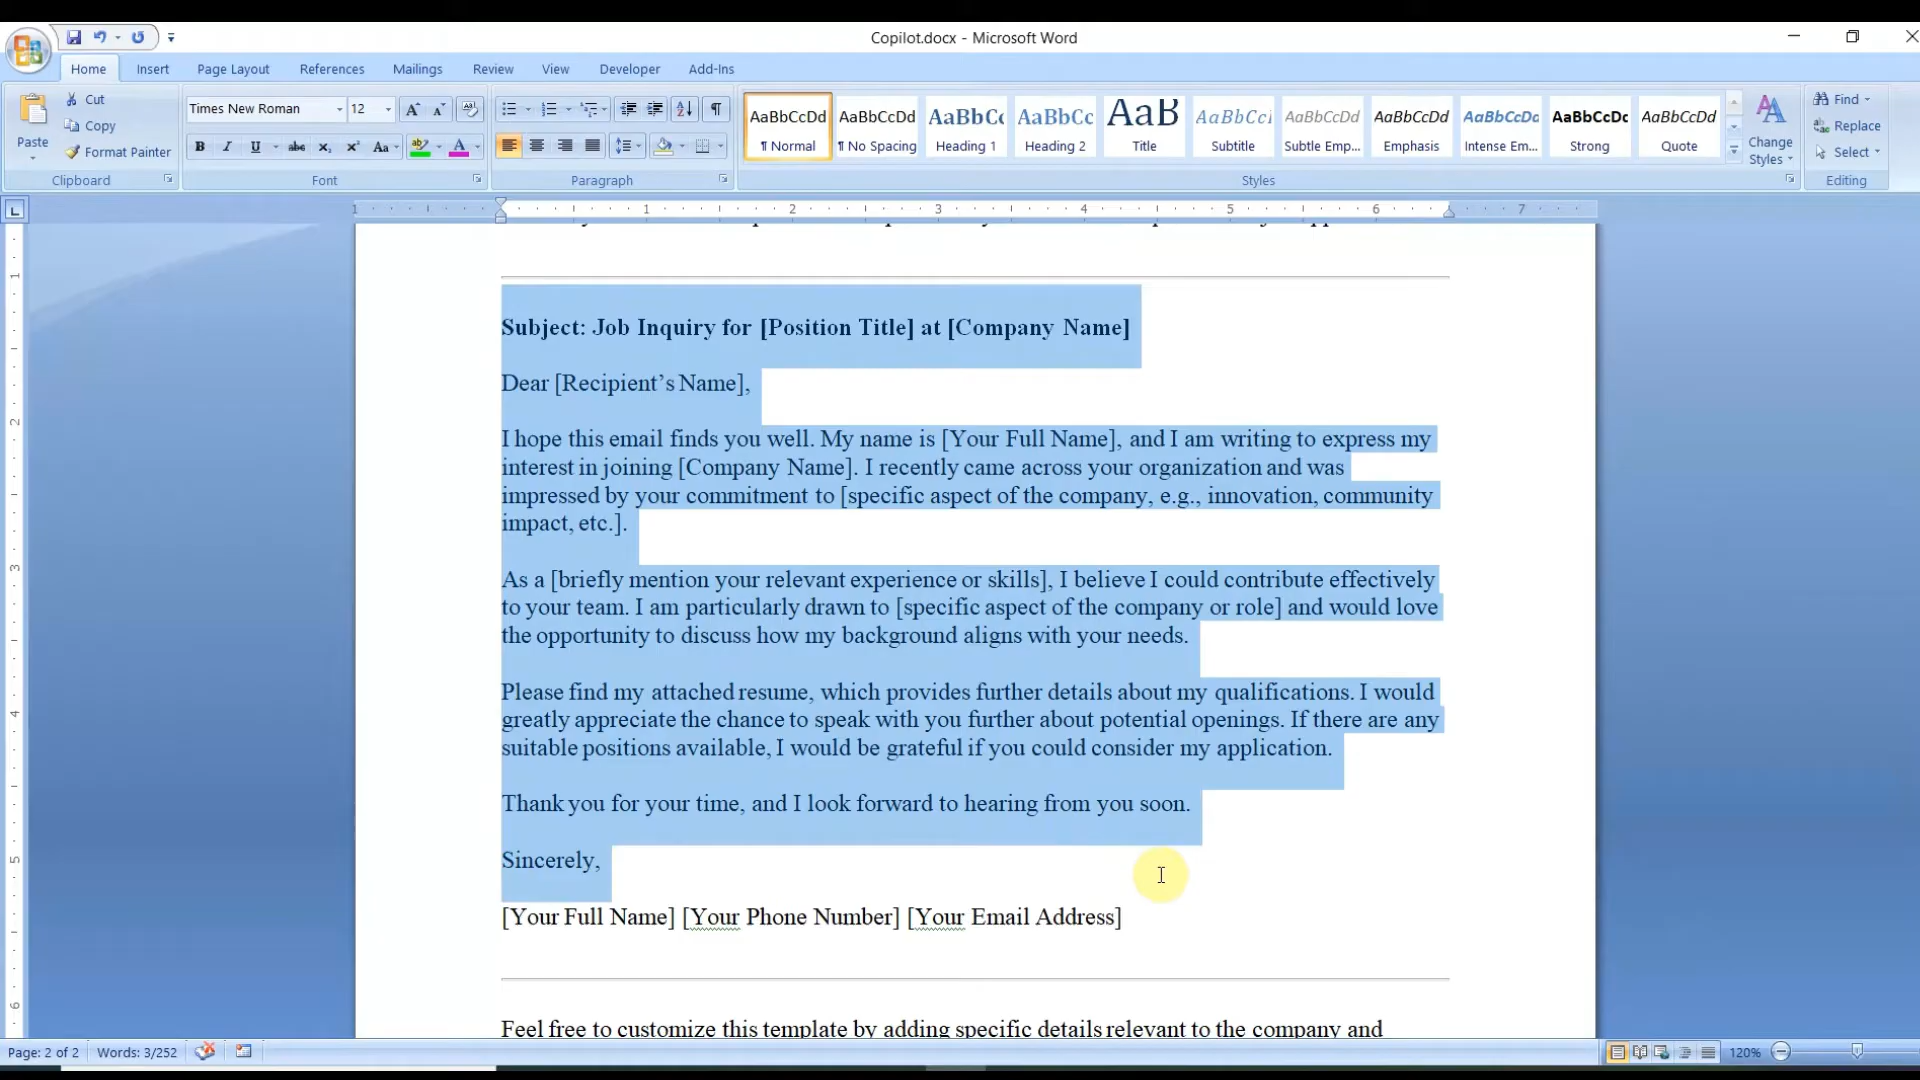 Copilot.docx - Microsoft Word
Home Insert Page Layout References Mailings Review View Developer Add-Ins
Paste
Cut
Copy
Format Painter
Clipboard
Times New Roman 12
Font
Paragraph
AaBbCcDd AaBbCcDd AaBbCc AaBbCc AaB AaBbCcI AaBbCcDd AaBbCcDd AaBbCcDd AaBbCcDc AaBbCcDd
¶ Normal ¶ No Spacing Heading 1 Heading 2 Title Subtitle Subtle Emp... Emphasis Intense Em... Strong Quote
Change Styles
Styles
Find
Replace
Select
Editing
1 1 2 3 4 5 6 7
Subject: Job Inquiry for [Position Title] at [Company Name]
Dear [Recipient’s Name],
I hope this email finds you well. My name is [Your Full Name], and I am writing to express my
interest in joining [Company Name]. I recently came across your organization and was
impressed by your commitment to [specific aspect of the company, e.g., innovation, community
impact, etc.].
As a [briefly mention your relevant experience or skills], I believe I could contribute effectively
to your team. I am particularly drawn to [specific aspect of the company or role] and would love
the opportunity to discuss how my background aligns with your needs.
Please find my attached resume, which provides further details about my qualifications. I would
greatly appreciate the chance to speak with you further about potential openings. If there are any
suitable positions available, I would be grateful if you could consider my application.
Thank you for your time, and I look forward to hearing from you soon.
Sincerely,
[Your Full Name] [Your Phone Number] [Your Email Address]
Feel free to customize this template by adding specific details relevant to the company and
Page: 2 of 2 Words: 3/252 120%